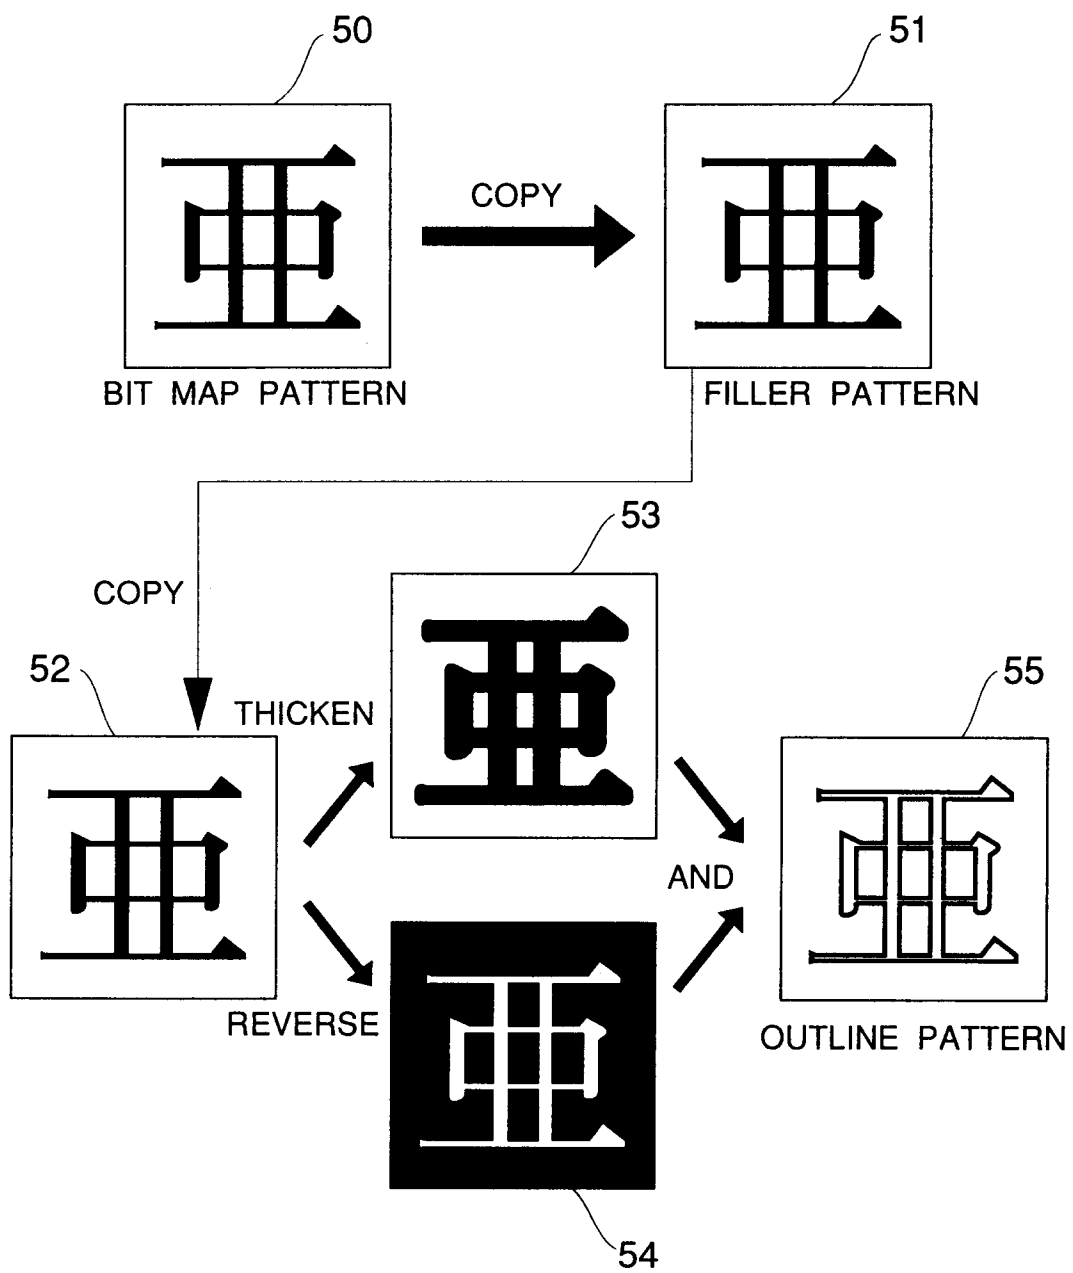 50
51
亜
COPY
亜
BIT MAP PATTERN
FILLER PATTERN
53
COPY
52
THICKEN
亜
55
亜
AND
亜
REVERSE
亜
OUTLINE PATTERN
54